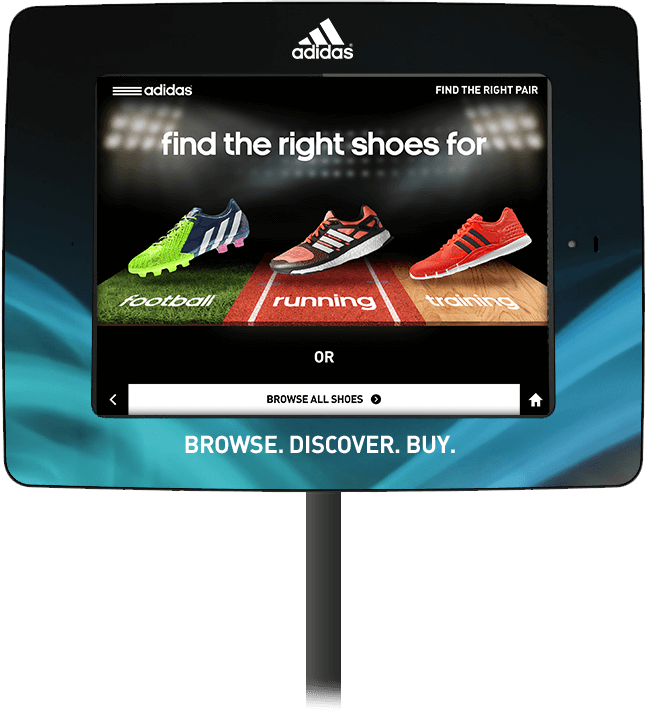 adidas
adidas
FIND THE RIGHT PAIR
find the right shoes for
football
running
training
OR
BROWSE ALL SHOES
BROWSE. DISCOVER. BUY.